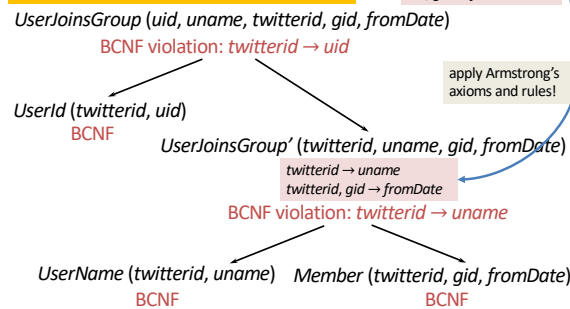 UserJoinsGroup (uid, uname, twitterid, gid, fromDate)
BCNF violation: twitterid → uid
apply Armstrong's
axioms and rules!
UserId (twitterid, uid)
BCNF
UserJoinsGroup' (twitterid, uname, gid, fromDate)
twitterid → uname
twitterid, gid → fromDate
BCNF violation: twitterid → uname
UserName (twitterid, uname) Member (twitterid, gid, fromDate)
BCNF BCNF